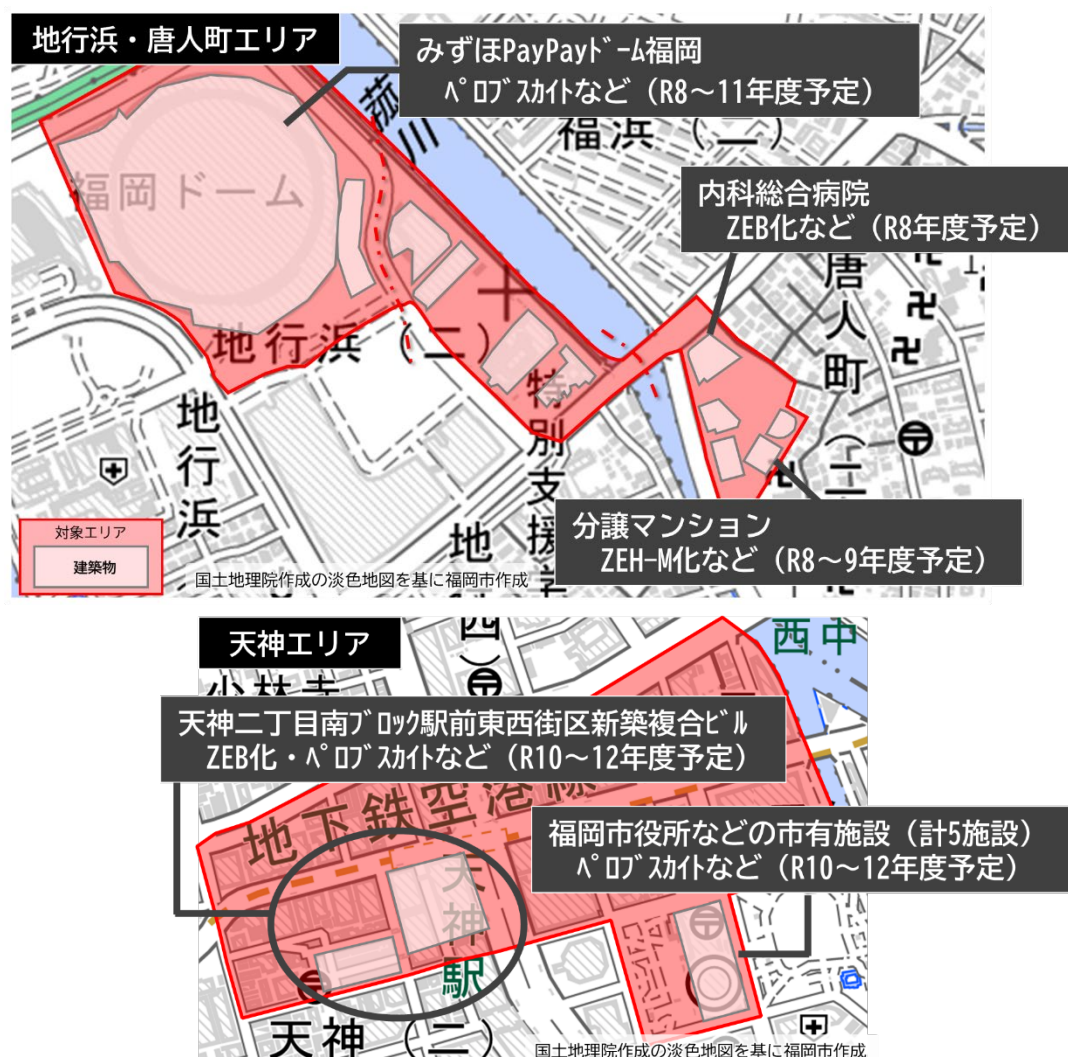 地行浜・唐人町エリア
みずほPayPayﾄﾞｰﾑ福岡
ﾍﾟﾛﾌﾞｽｶｲﾄなど（R8～11年度予定）
菰川
福浜（二）
福岡ドーム
内科総合病院
ZEB化など（R8年度予定）
唐人町（二）
地行浜（二）
地行浜
特別支援学
地
分譲マンション
ZEH-M化など（R8～9年度予定）
対象エリア
建築物
国土地理院作成の淡色地図を基に福岡市作成
天神エリア
西中
少林寺
天神二丁目南ﾌﾞﾛｯｸ駅前東西街区新築複合ﾋﾞﾙ
ZEB化・ﾍﾟﾛﾌﾞｽｶｲﾄなど（R10～12年度予定）
地下鉄空港線
福岡市役所などの市有施設（計5施設）
ﾍﾟﾛﾌﾞｽｶｲﾄなど（R10～12年度予定）
天神駅
天神（二）
国土地理院作成の淡色地図を基に福岡市作成